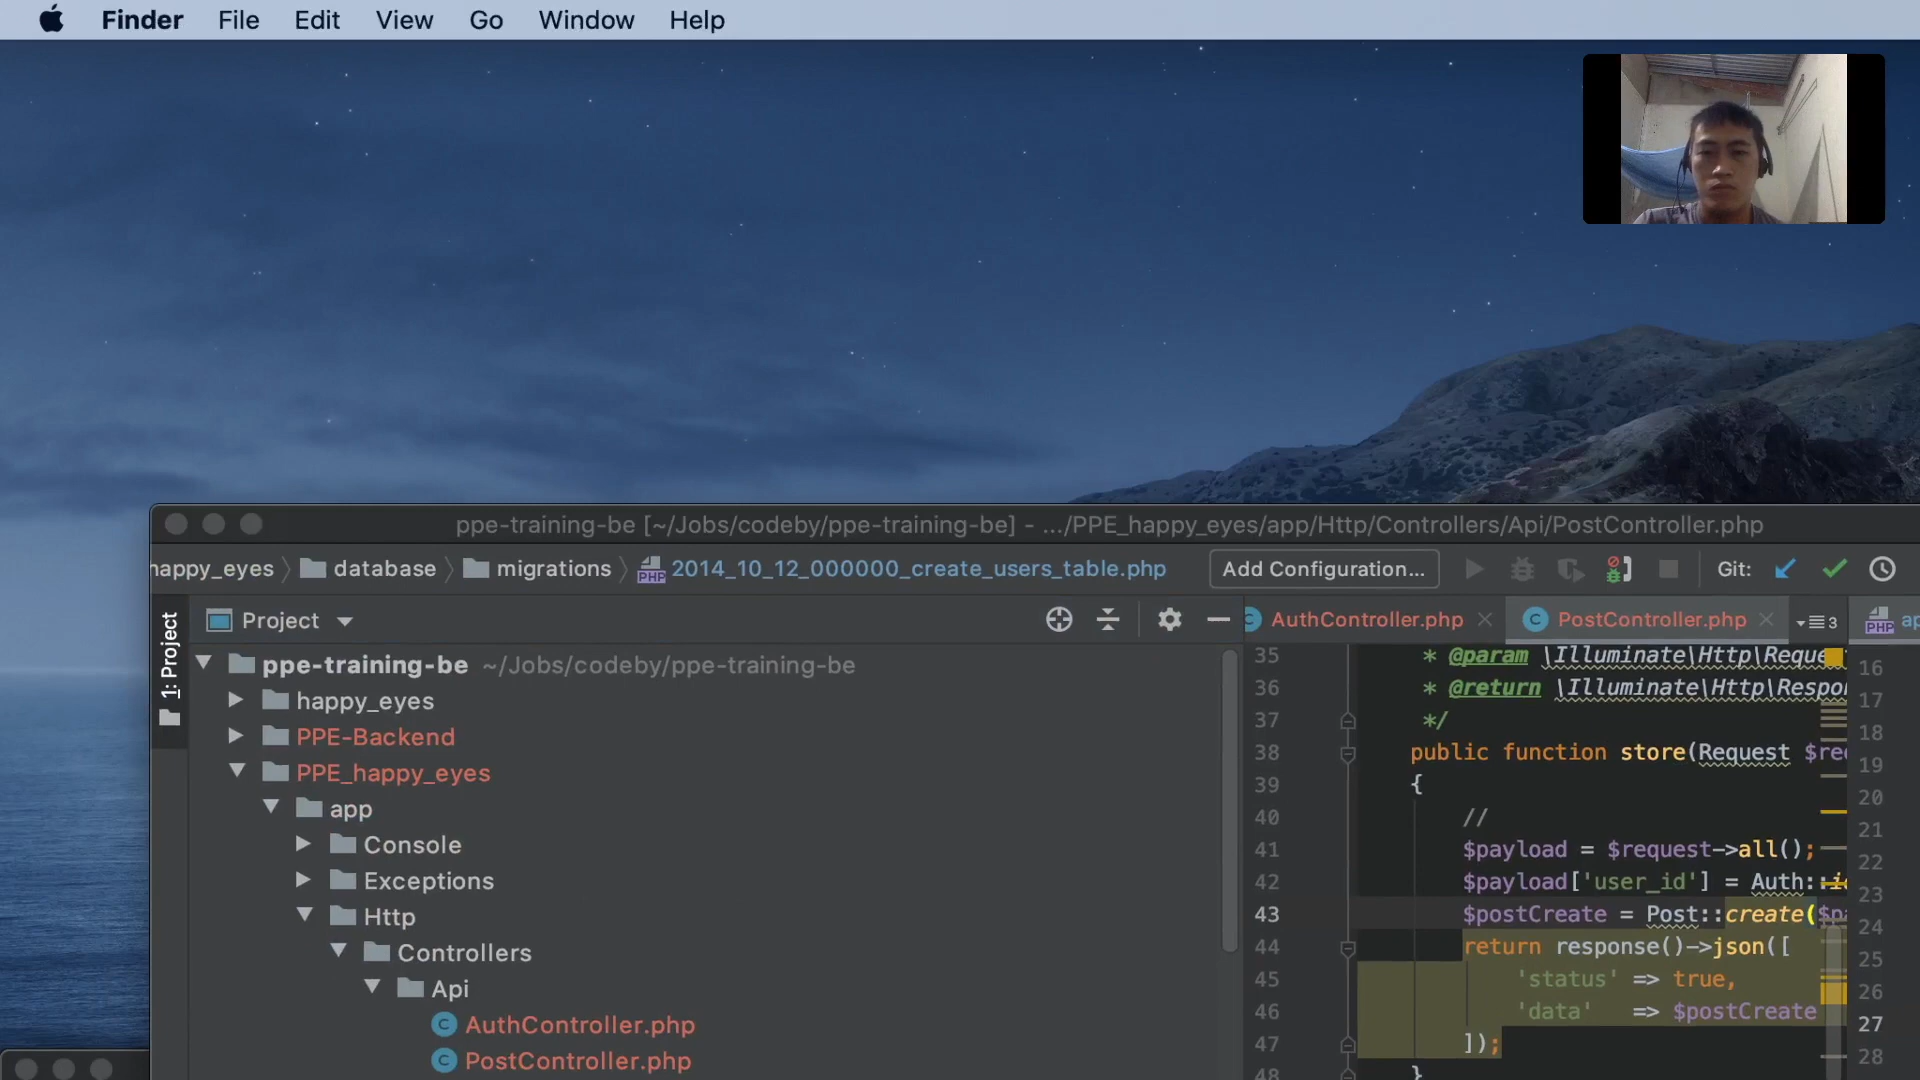 Finder File Edit View Go Window Help
ppe-training-be [~/Jobs/codeby/ppe-training-be] - .../PPE_happy_eyes/app/Http/Controllers/Api/PostController.php
happy_eyes database migrations 2014_10_12_000000_create_users_table.php Add Configuration... Git:
1: Project
Project
AuthController.php PostController.php 3
ppe-training-be ~/Jobs/codeby/ppe-training-be
happy_eyes
PPE-Backend
PPE_happy_eyes
app
Console
Exceptions
Http
Controllers
Api
AuthController.php
PostController.php
35 * @param \Illuminate\Http\Reque
36 * @return \Illuminate\Http\Respo
37 */
38 public function store(Request $re
39 {
40 //
41 $payload = $request->all();
42 $payload['user_id'] = Auth::i
43 $postCreate = Post::create($p
44 return response()->json([
45 'status' => true,
46 'data' => $postCreate
47 ]);
48 }
PHP ap
16
17
18
19
20
21
22
23
24
25
26
27
28